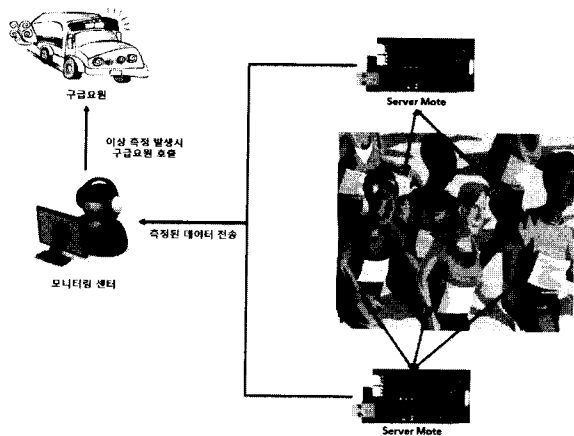 구급요원
이상 측정 발생시
구급요원 호출
모니터링 센터
측정된 데이터 전송
Server Mote
Server Mote